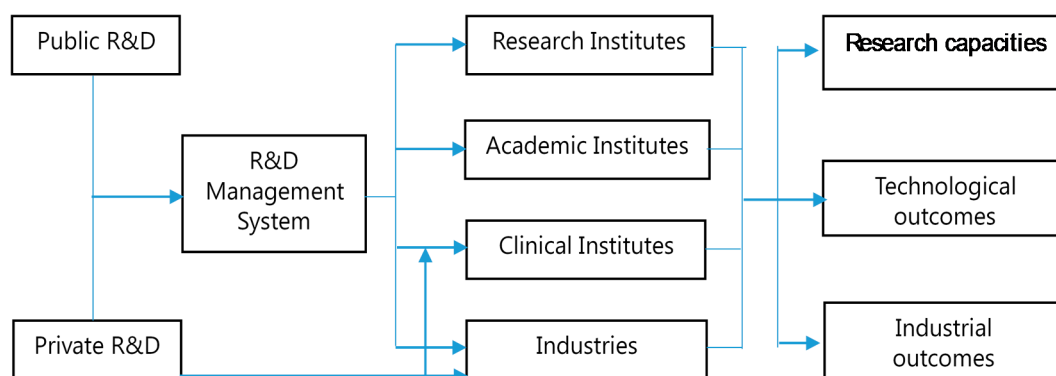 Public R&D
Private R&D
R&D
Management
System
Research Institutes
Academic Institutes
Clinical Institutes
Industries
Research capacities
Technological
outcomes
Industrial
outcomes